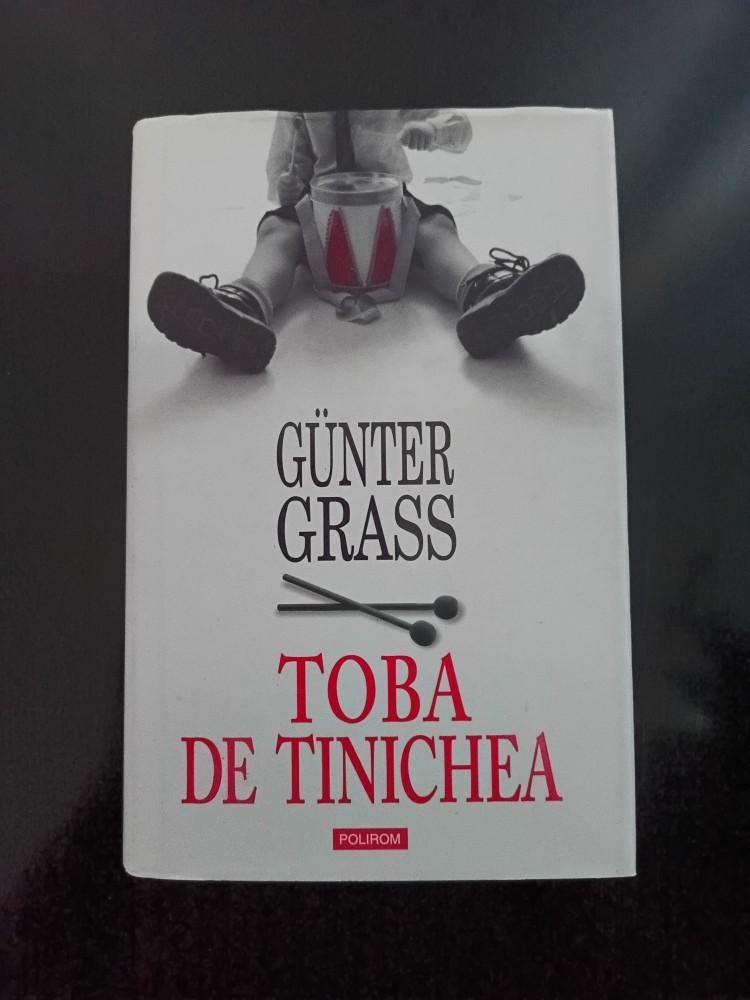 GÜNTER
GRASS
TOBA
DE TINICHEA
POLIROM